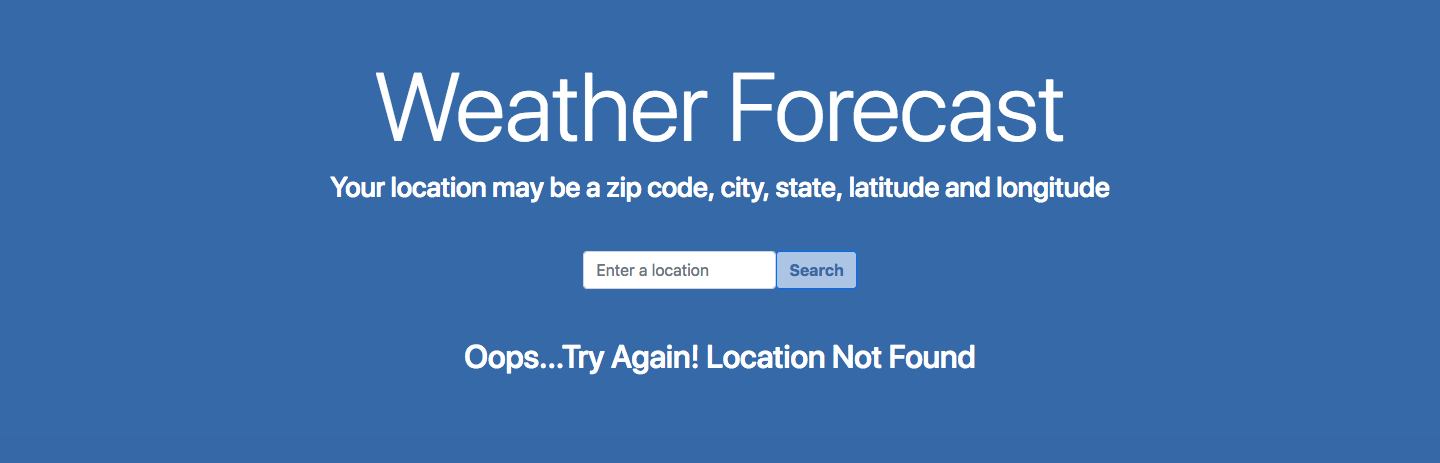 Weather Forecast
Your location may be a zip code, city, state, latitude and longitude
Enter a location Search
Oops...Try Again! Location Not Found